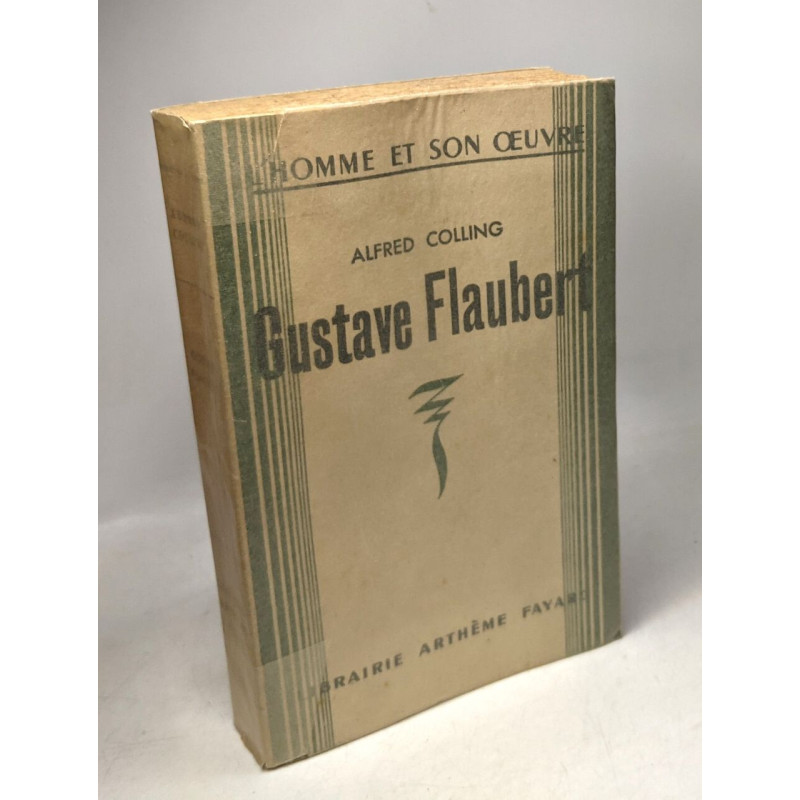 L'HOMME ET SON ŒUVRE
ALFRED COLLING
Gustave Flaubert
LIBRAIRIE ARTHÈME FAYARD